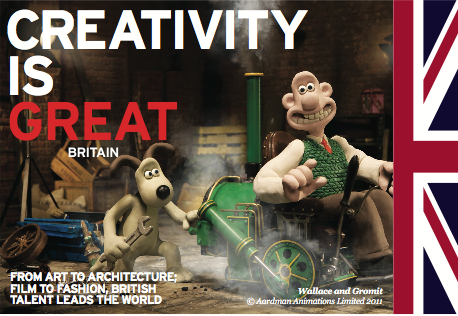 CREATIVITY
IS
GREAT
BRITAIN
FROM ART TO ARCHITECTURE;
FILM TO FASHION, BRITISH
TALENT LEADS THE WORLD
Wallace and Gromit
© Aardman Animations Limited 2011